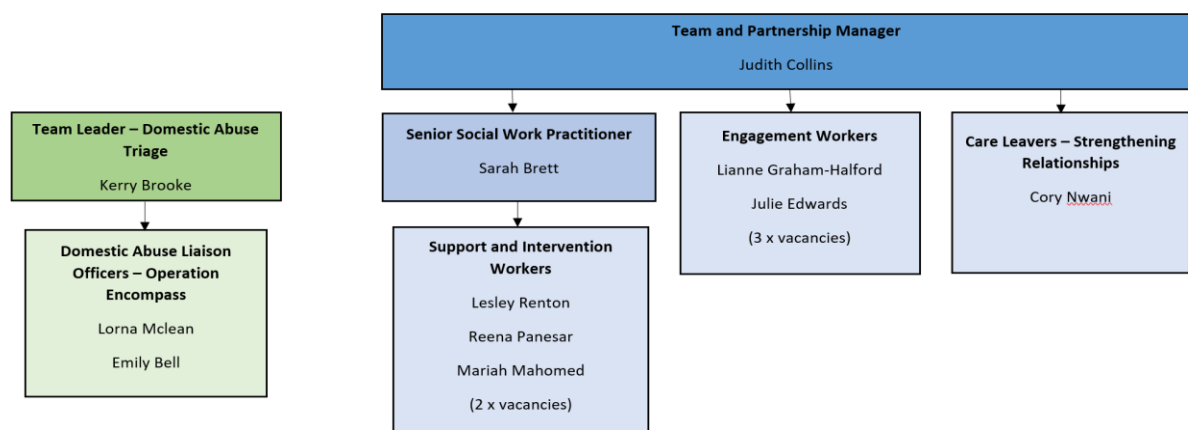 Team and Partnership Manager
Judith Collins
Team Leader – Domestic Abuse
Triage
Kerry Brooke
Senior Social Work Practitioner
Sarah Brett
Engagement Workers
Lianne Graham-Halford
Julie Edwards
(3 x vacancies)
Care Leavers – Strengthening
Relationships
Cory Nwani
Domestic Abuse Liaison
Officers – Operation
Encompass
Lorna Mclean
Emily Bell
Support and Intervention
Workers
Lesley Renton
Reena Panesar
Mariah Mahomed
(2 x vacancies)